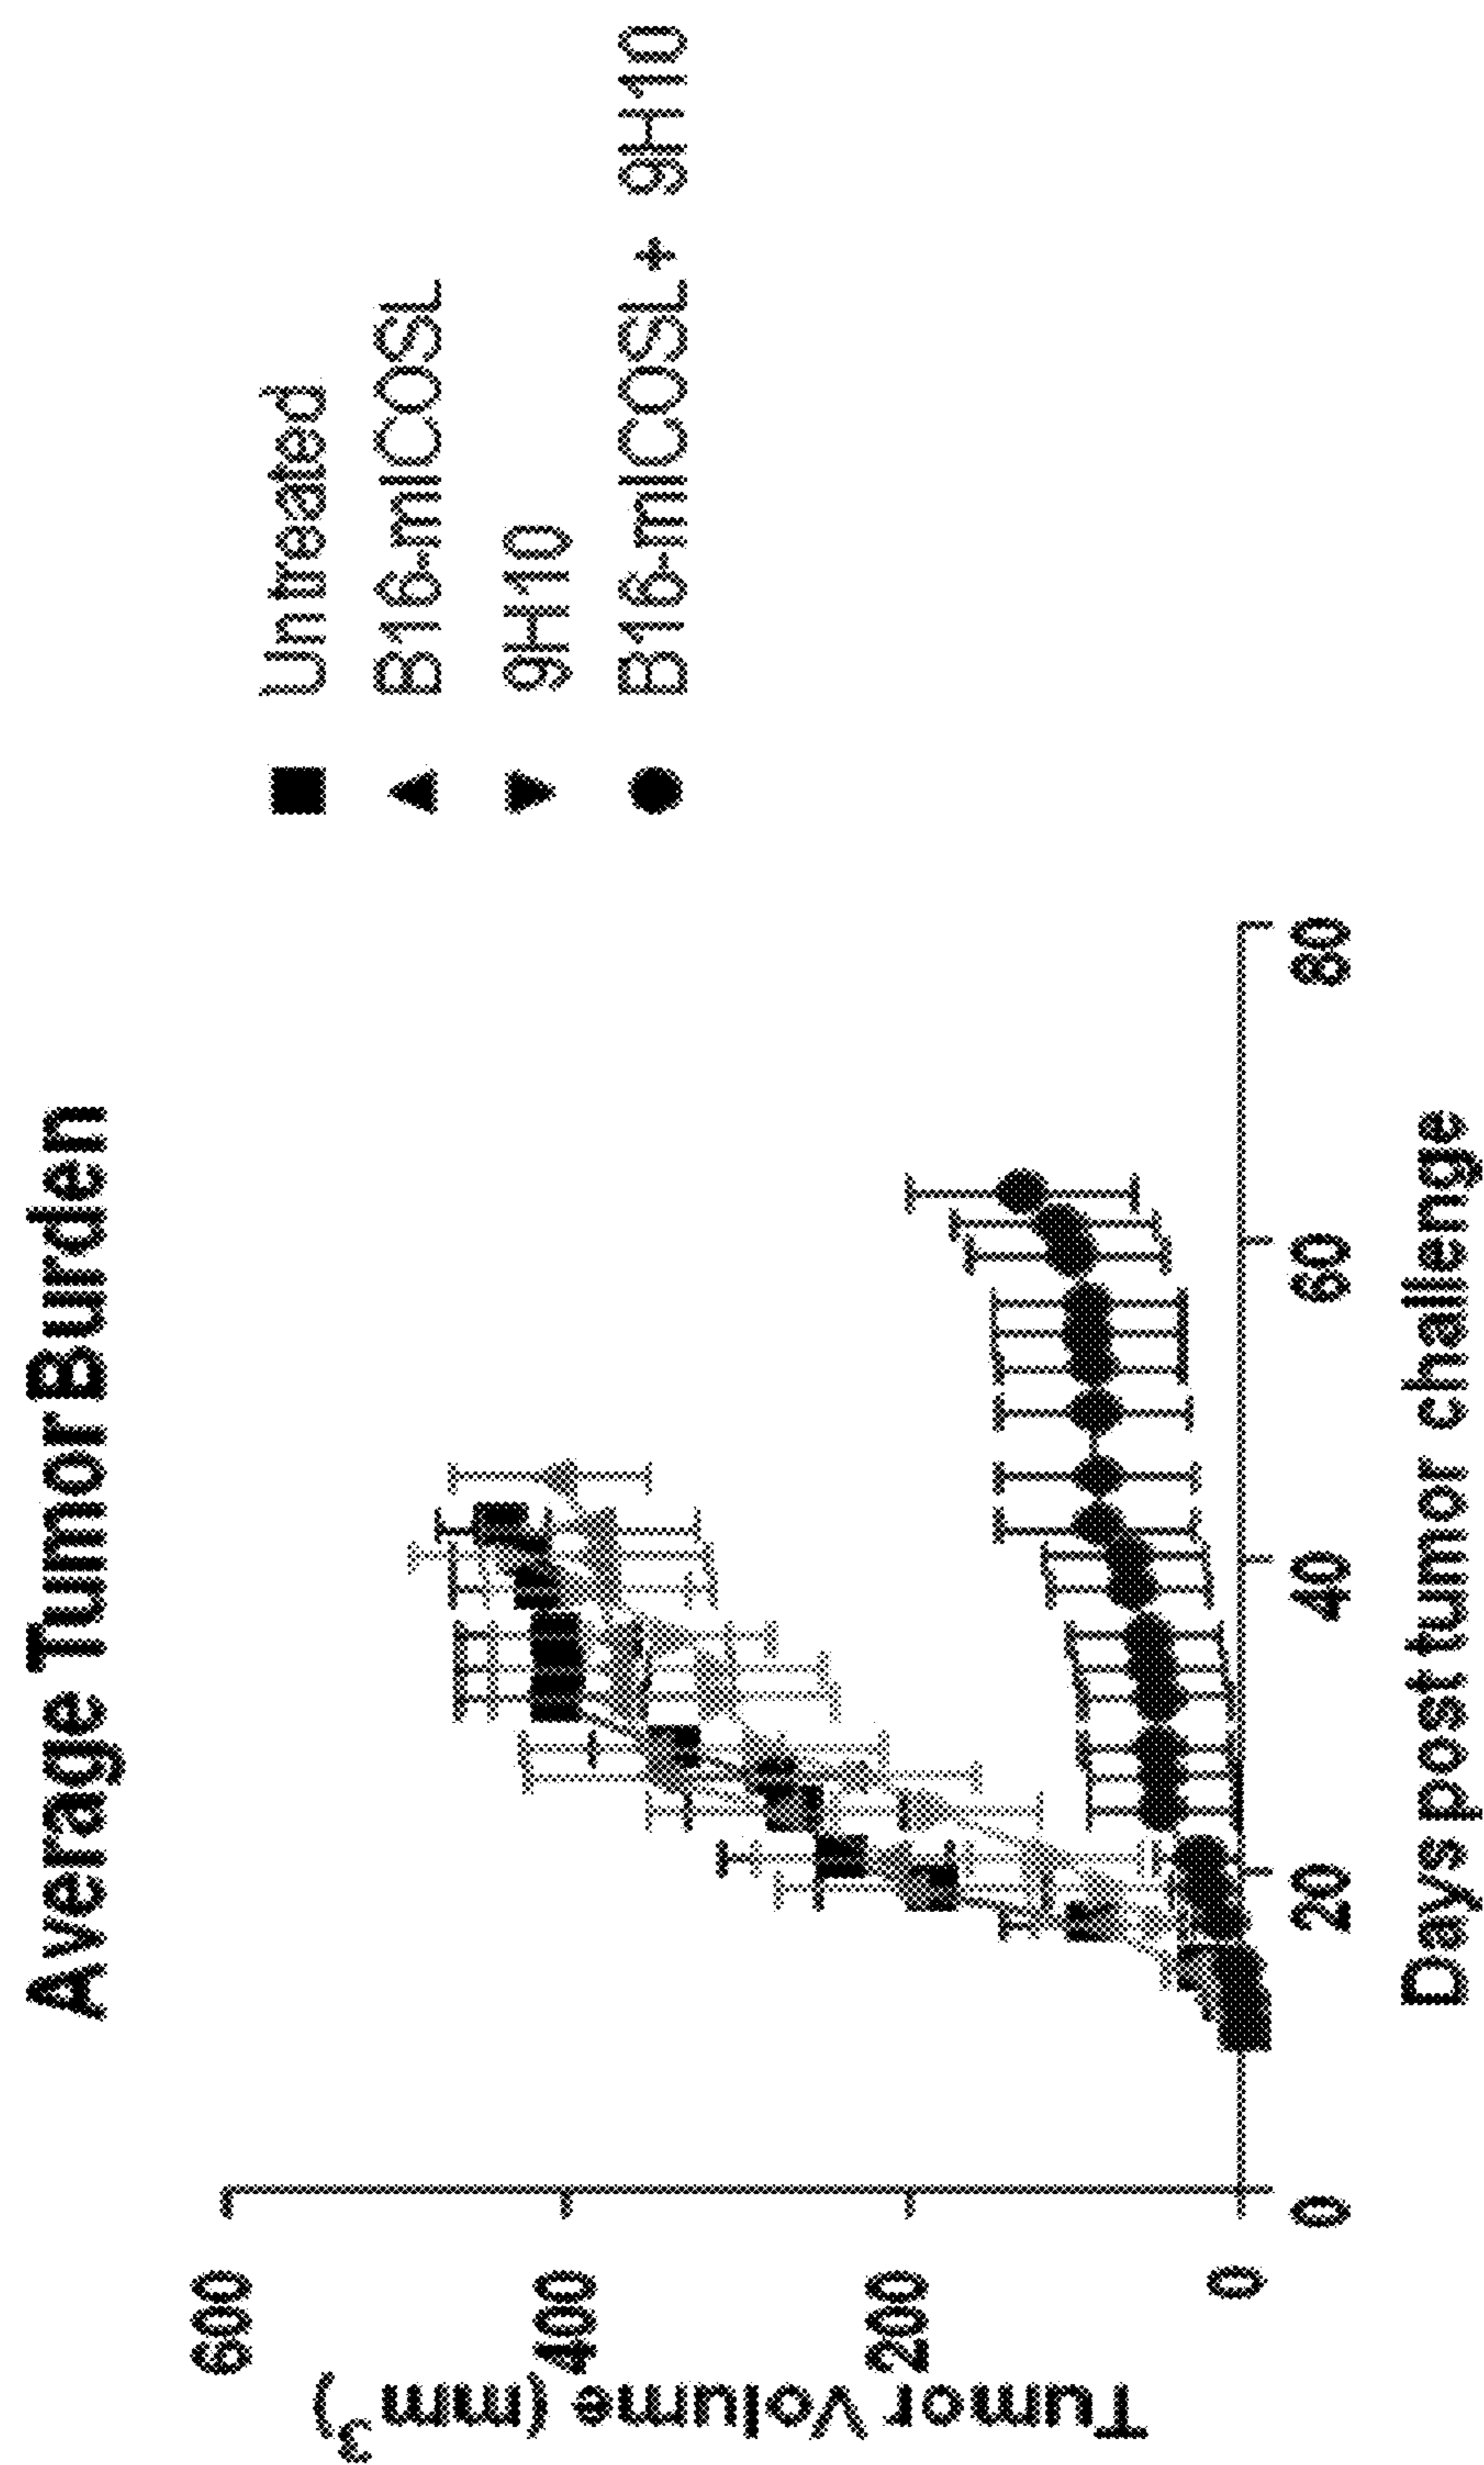 Average Tumor Burden
Untreated
B16-mICOSL
9H10
B16-mICOSL + 9H10
Tumor Volume (mm3)
600
400
200
0
0
20
40
60
80
Days post tumor challenge